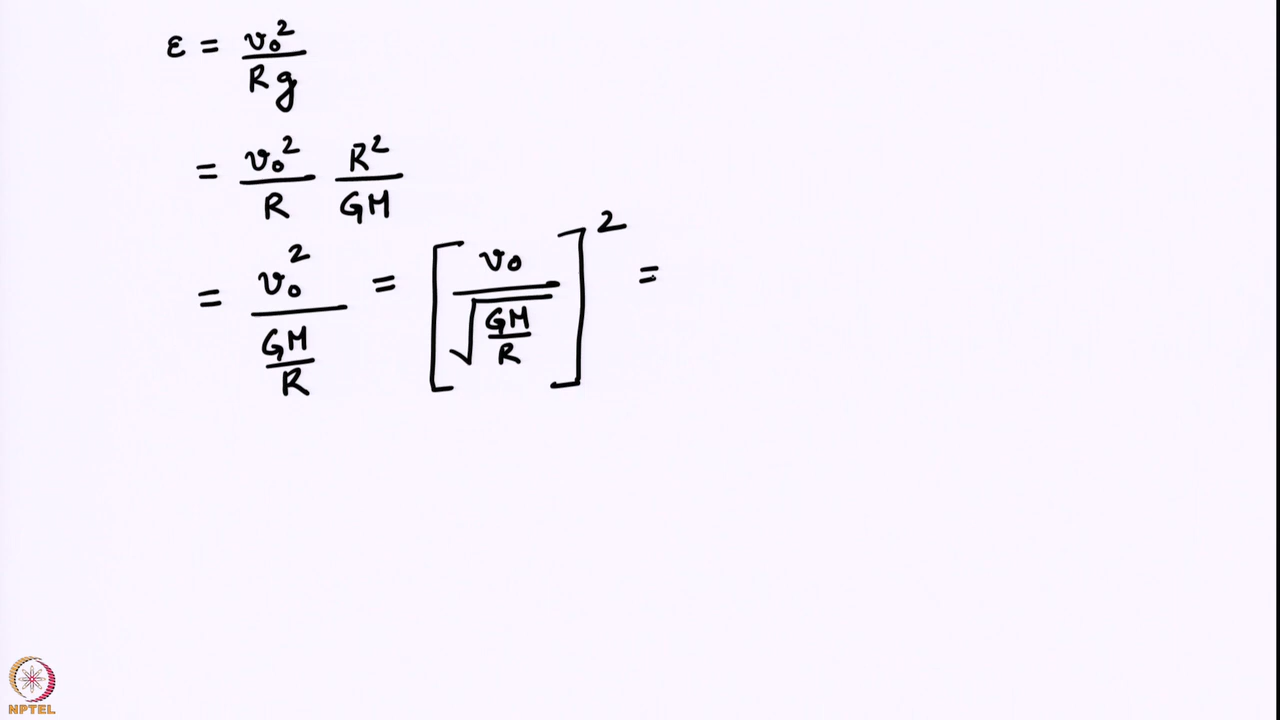 ε = v₀² / Rg
= v₀²/R R²/GM
= v₀² / (GM/R) = [ v₀ / √(GM/R) ]² =
NPTEL